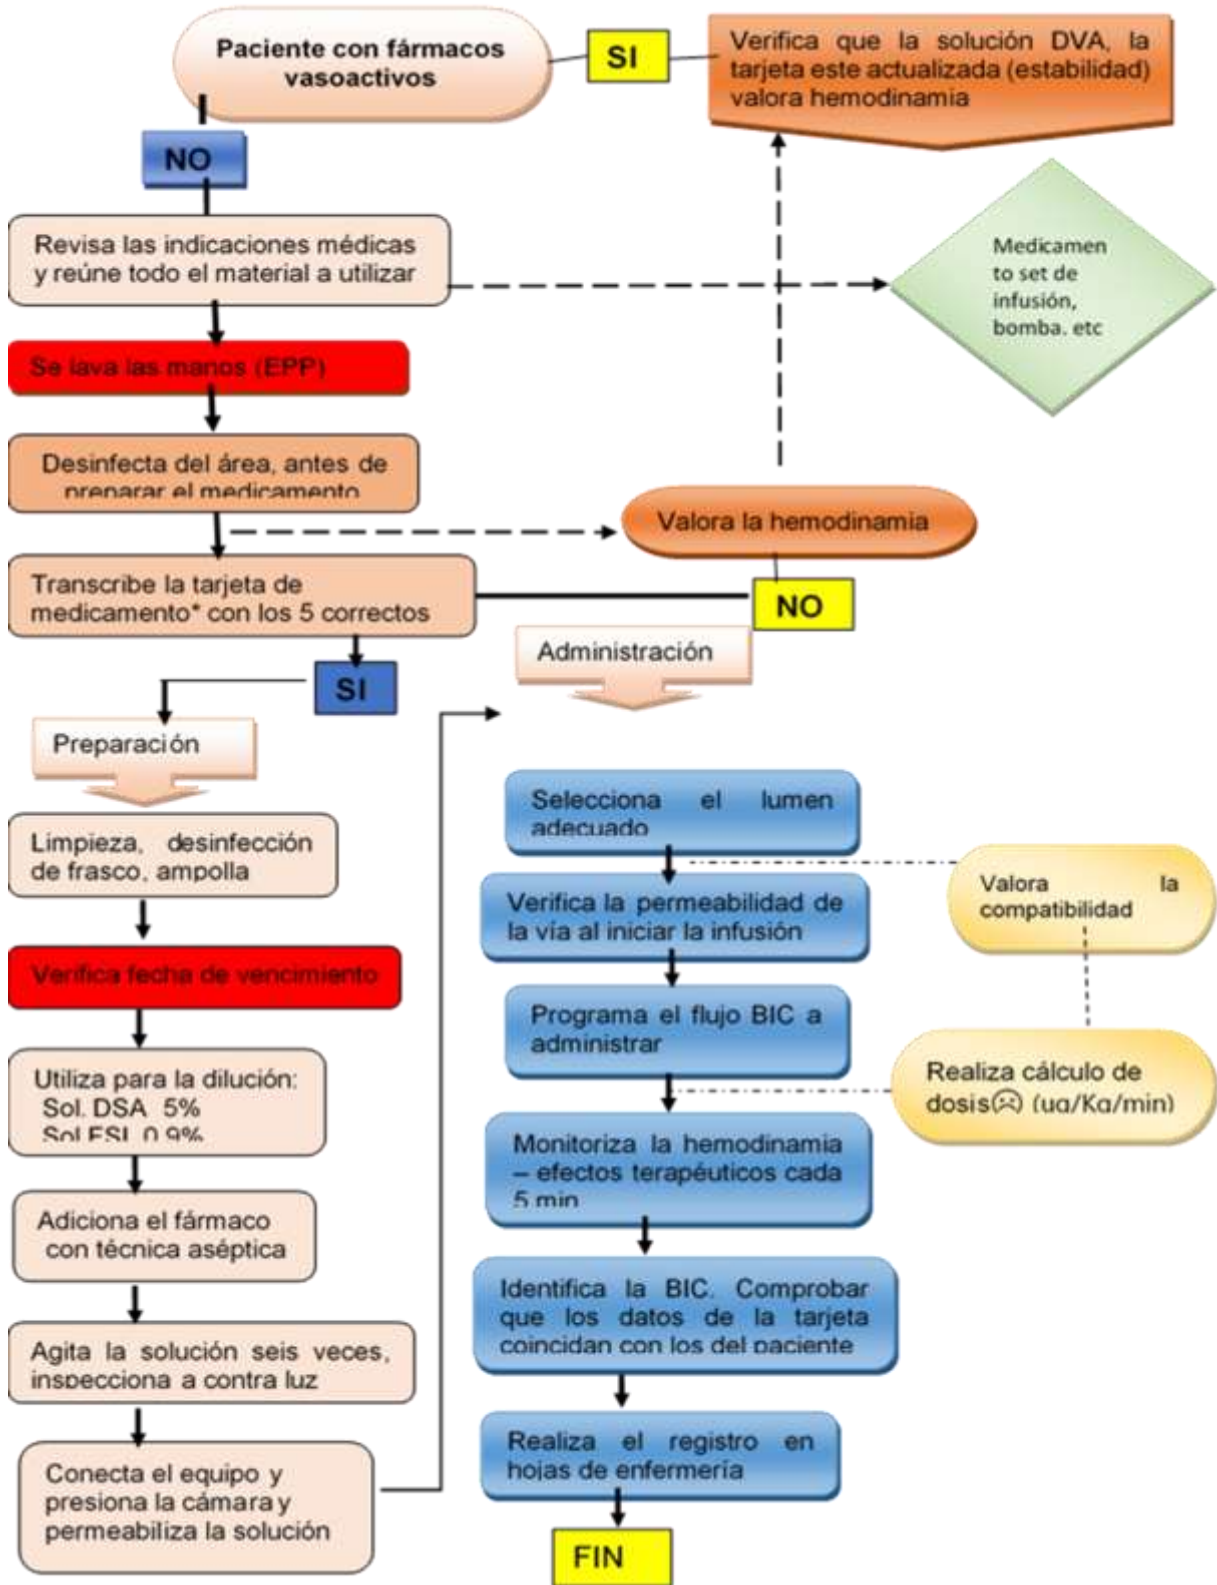 Paciente con fármacos
vasoactivos
SI
Verifica que la solución DVA, la
tarjeta este actualizada (estabilidad)
valora hemodinamia
NO
Revisa las indicaciones médicas
y reúne todo el material a utilizar
Medicamen
to set de
infusión,
bomba. etc
Se lava las manos (EPP)
Desinfecta del área, antes de
preparar el medicamento
Valora la hemodinamia
Transcribe la tarjeta de
medicamento* con los 5 correctos
NO
SI
Preparación
Limpieza, desinfección
de frasco, ampolla
Verifica fecha de vencimiento
Utiliza para la dilución:
Sol. DSA 5%
Sol FSI 0.9%
Adiciona el fármaco
con técnica aséptica
Agita la solución seis veces,
inspecciona a contra luz
Conecta el equipo y
presiona la cámara y
permeabiliza la solución
Administración
Selecciona el lumen
adecuado
Verifica la permeabilidad de
la vía al iniciar la infusión
Valora la
compatibilidad
Programa el flujo BIC a
administrar
Realiza cálculo de
dosis☹ (ug/Kg/min)
Monitoriza la hemodinamia
– efectos terapéuticos cada
5 min
Identifica la BIC. Comprobar
que los datos de la tarjeta
coincidan con los del paciente
Realiza el registro en
hojas de enfermería
FIN